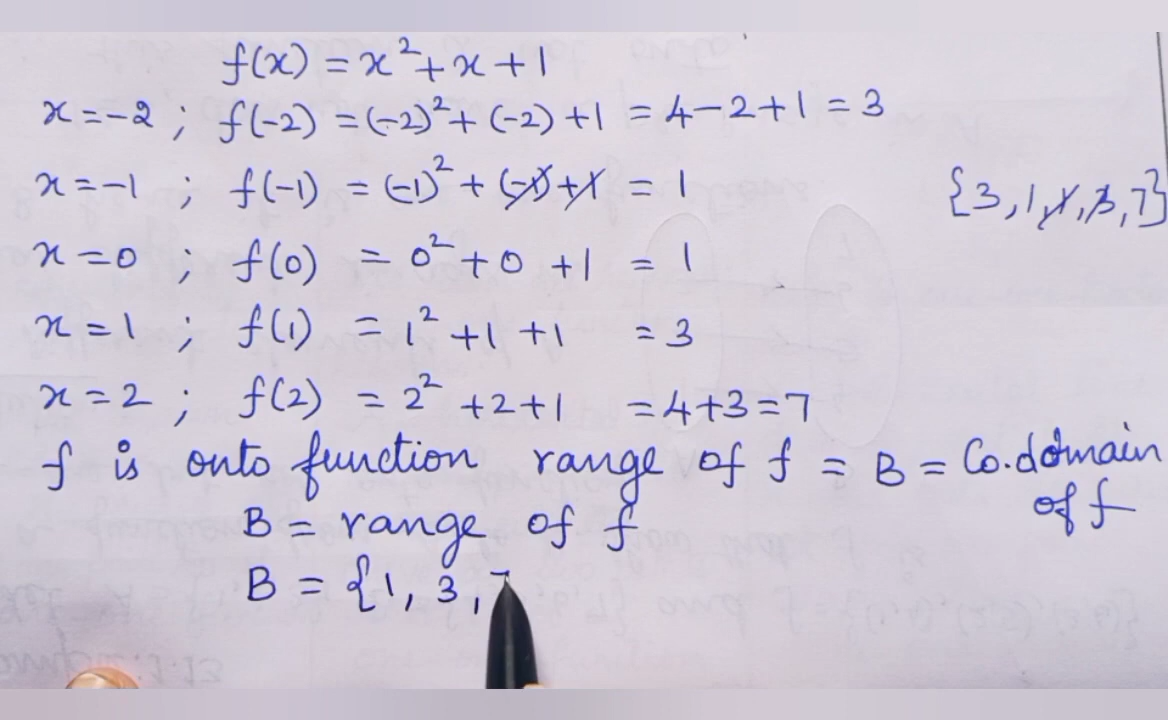 f(x) = x² + x + 1
x = -2 ; f(-2) = (-2)² + (-2) + 1 = 4 - 2 + 1 = 3
x = -1 ; f(-1) = (-1)² + (-1) + 1 = 1
{3, 1, 1, 3, 7}
x = 0 ; f(0) = 0² + 0 + 1 = 1
x = 1 ; f(1) = 1² + 1 + 1 = 3
x = 2 ; f(2) = 2² + 2 + 1 = 4 + 3 = 7
f is onto function range of f = B = Co.domain
of f
B = range of f
B = {1, 3,